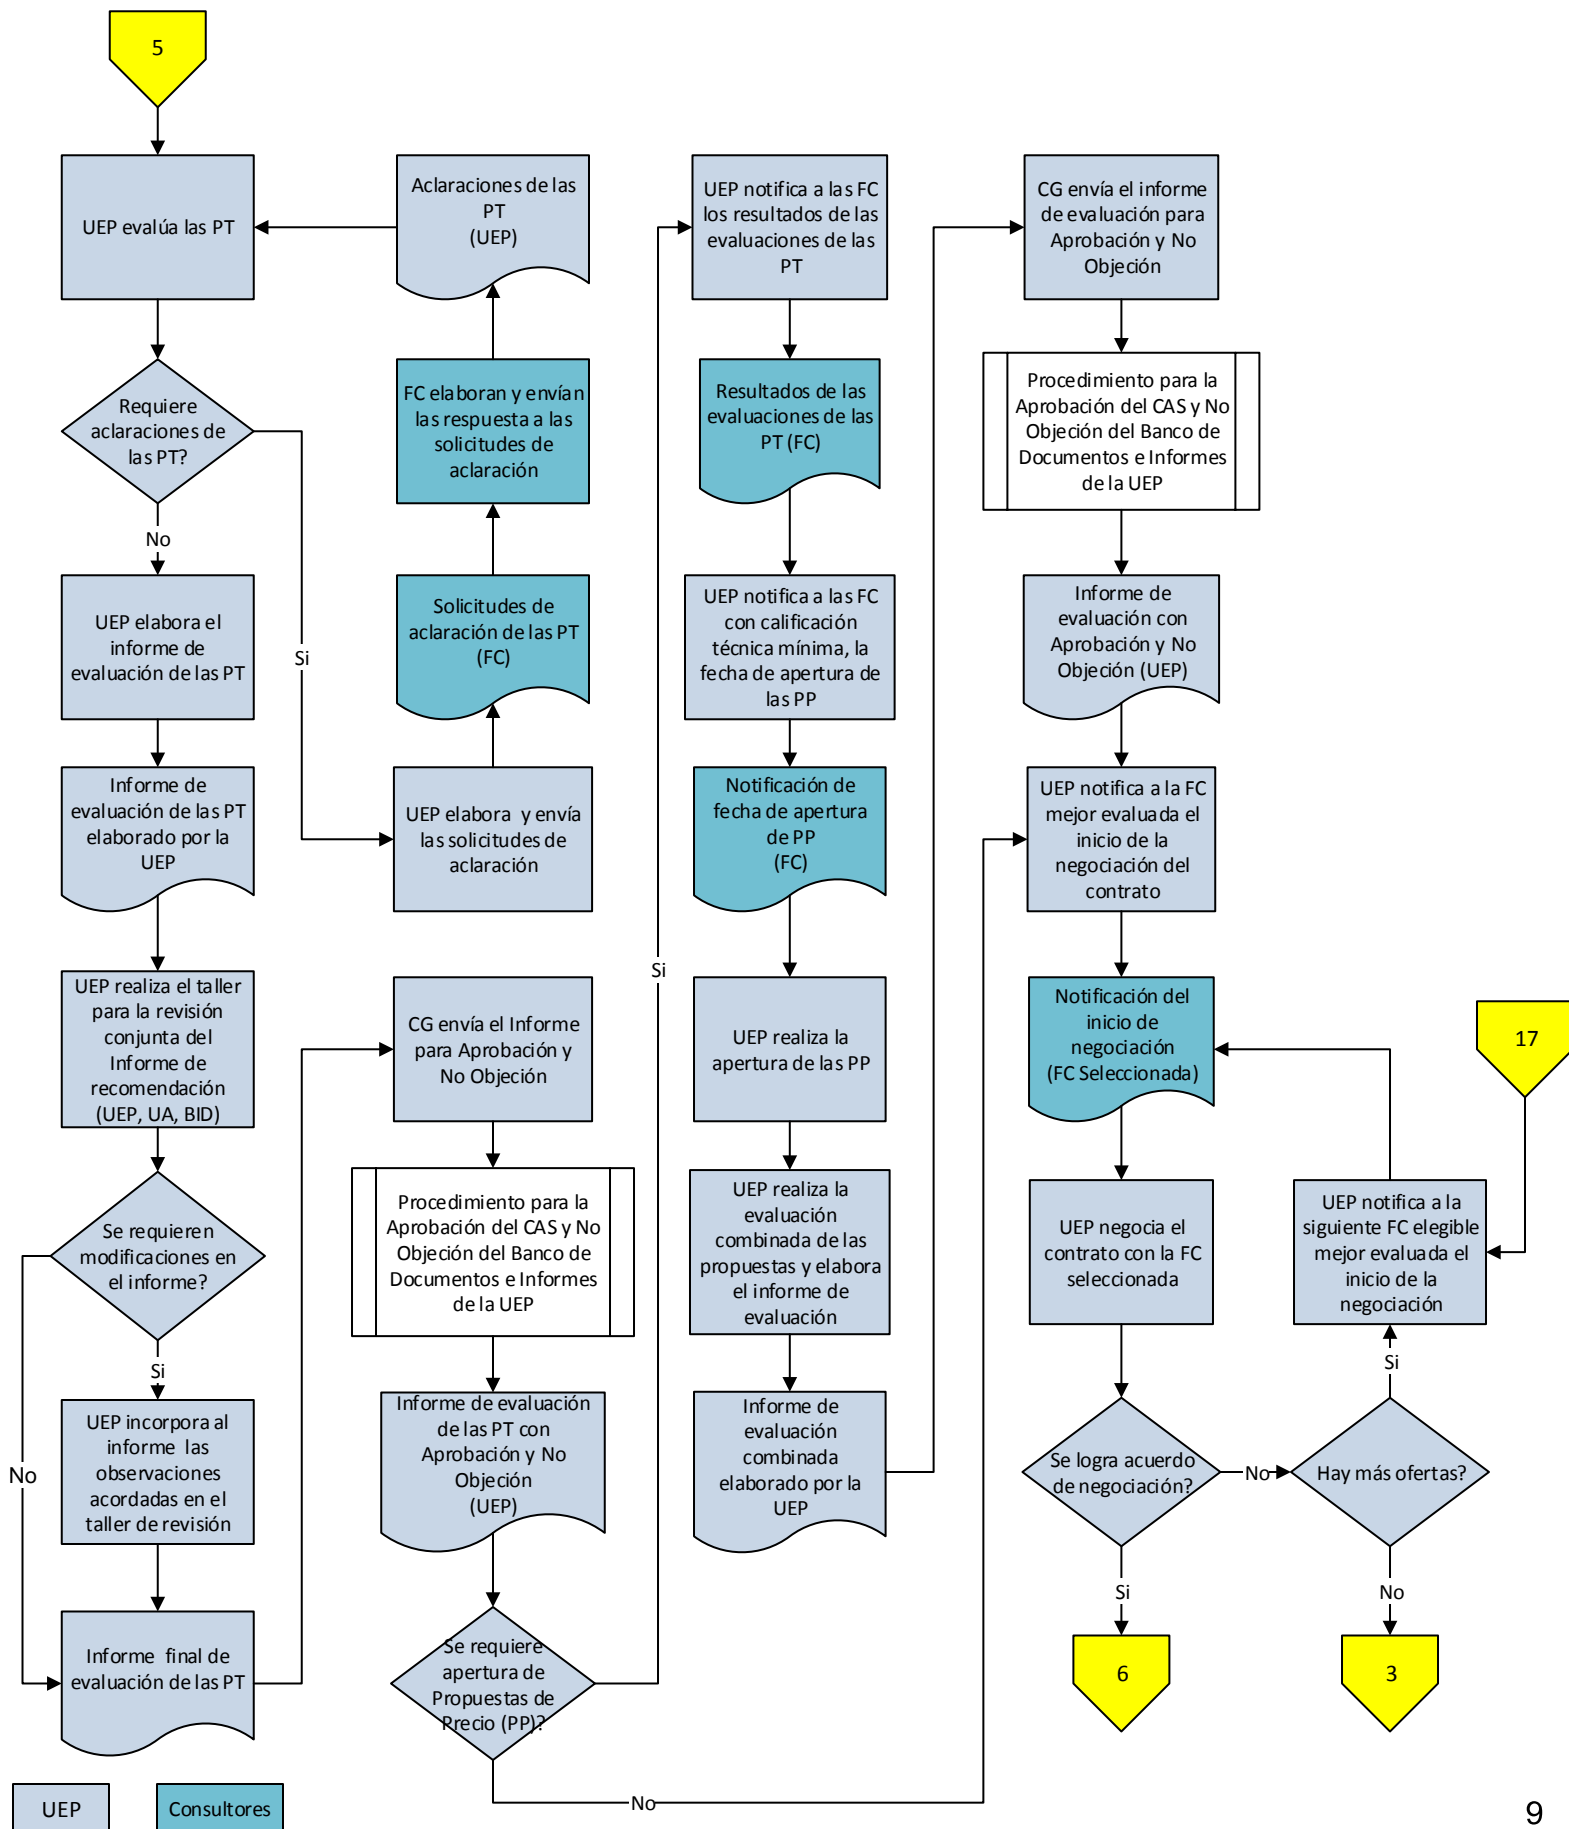 5
UEP evalúa las PT
Requiere
aclaraciones de
las PT?
No
Si
UEP elabora el
informe de
evaluación de las PT
Informe de
evaluación de las PT
elaborado por la
UEP
UEP realiza el taller
para la revisión
conjunta del
Informe de
recomendación
(UEP, UA, BID)
Se requieren
modificaciones en
el informe?
Si
No
UEP incorpora al
informe las
observaciones
acordadas en el
taller de revisión
Informe final de
evaluación de las PT
Aclaraciones de las
PT
(UEP)
FC elaboran y envían
las respuesta a las
solicitudes de
aclaración
Solicitudes de
aclaración de las PT
(FC)
UEP elabora y envía
las solicitudes de
aclaración
CG envía el Informe
para Aprobación y
No Objeción
Procedimiento para la
Aprobación del CAS y No
Objeción del Banco de
Documentos e Informes
de la UEP
Informe de evaluación
de las PT con
Aprobación y No
Objeción
(UEP)
Se requiere
apertura de
Propuestas de
Precio (PP)?
Si
No
UEP notifica a las FC
los resultados de las
evaluaciones de las
PT
Resultados de las
evaluaciones de las
PT (FC)
UEP notifica a las FC
con calificación
técnica mínima, la
fecha de apertura de
las PP
Notificación de
fecha de apertura
de PP
(FC)
UEP realiza la
apertura de las PP
UEP realiza la
evaluación
combinada de las
propuestas y elabora
el informe de
evaluación
Informe de
evaluación
combinada
elaborado por la
UEP
CG envía el informe
de evaluación para
Aprobación y No
Objeción
Procedimiento para la
Aprobación del CAS y No
Objeción del Banco de
Documentos e Informes
de la UEP
Informe de
evaluación con
Aprobación y No
Objeción (UEP)
UEP notifica a la FC
mejor evaluada el
inicio de la
negociación del
contrato
Notificación del
inicio de
negociación
(FC Seleccionada)
UEP negocia el
contrato con la FC
seleccionada
Se logra acuerdo
de negociación?
No
Si
6
17
UEP notifica a la
siguiente FC elegible
mejor evaluada el
inicio de la
negociación
Si
Hay más ofertas?
No
3
UEP
Consultores
9